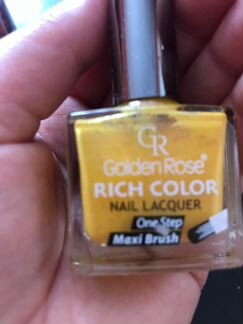 GR
Golden Rose®
RICH COLOR
NAIL LACQUER
One Step
Maxi Brush